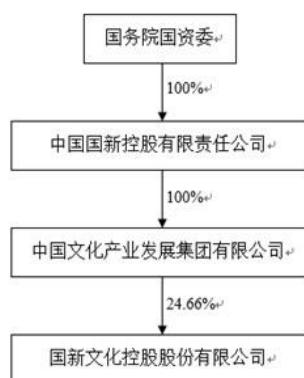 国务院国资委
100%
中国国新控股有限责任公司
100%
中国文化产业发展集团有限公司
24.66%
国新文化控股股份有限公司